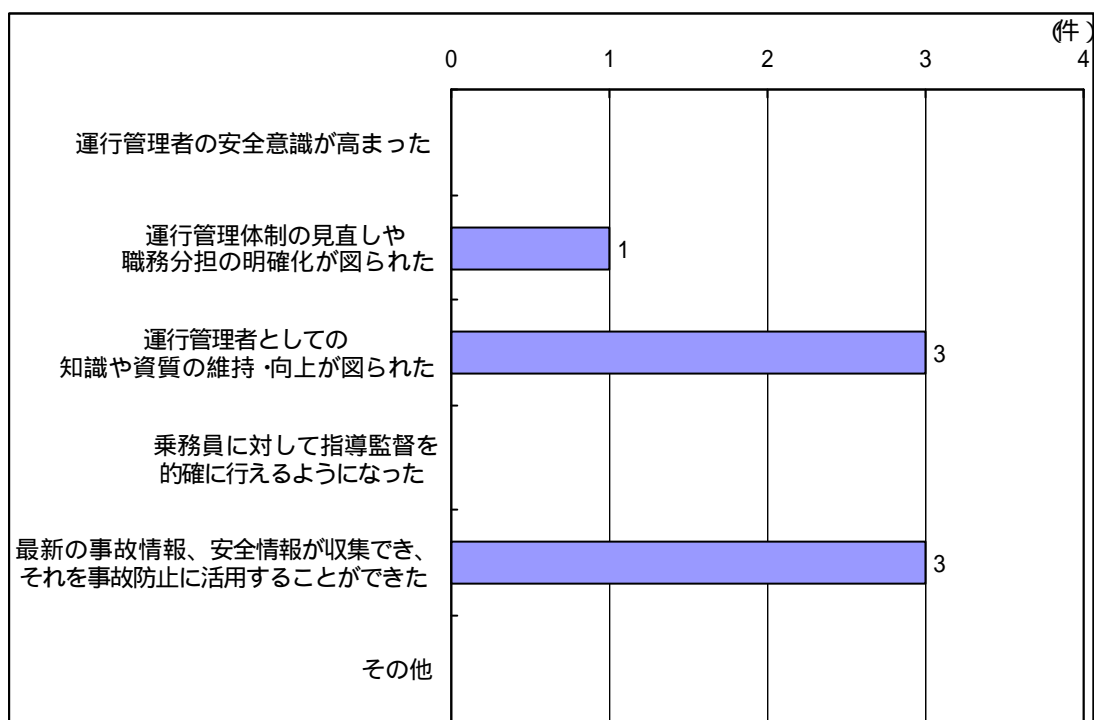 (件)
0 1 2 3 4
運行管理者の安全意識が高まった
運行管理体制の見直しや
職務分担の明確化が図られた
1
運行管理者としての
知識や資質の維持・向上が図られた
3
乗務員に対して指導監督を
的確に行えるようになった
最新の事故情報、安全情報が収集でき、
それを事故防止に活用することができた
3
その他